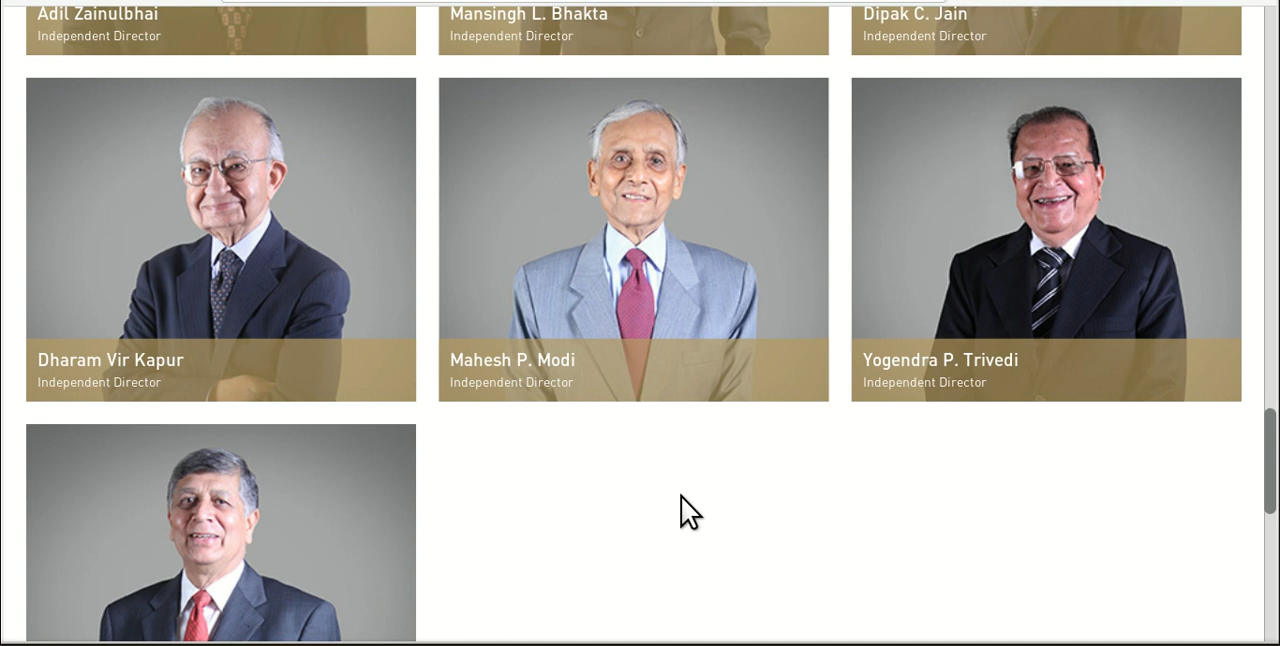 Adil Zainulbhai
Independent Director
Mansingh L. Bhakta
Independent Director
Dipak C. Jain
Independent Director
Dharam Vir Kapur
Independent Director
Mahesh P. Modi
Independent Director
Yogendra P. Trivedi
Independent Director